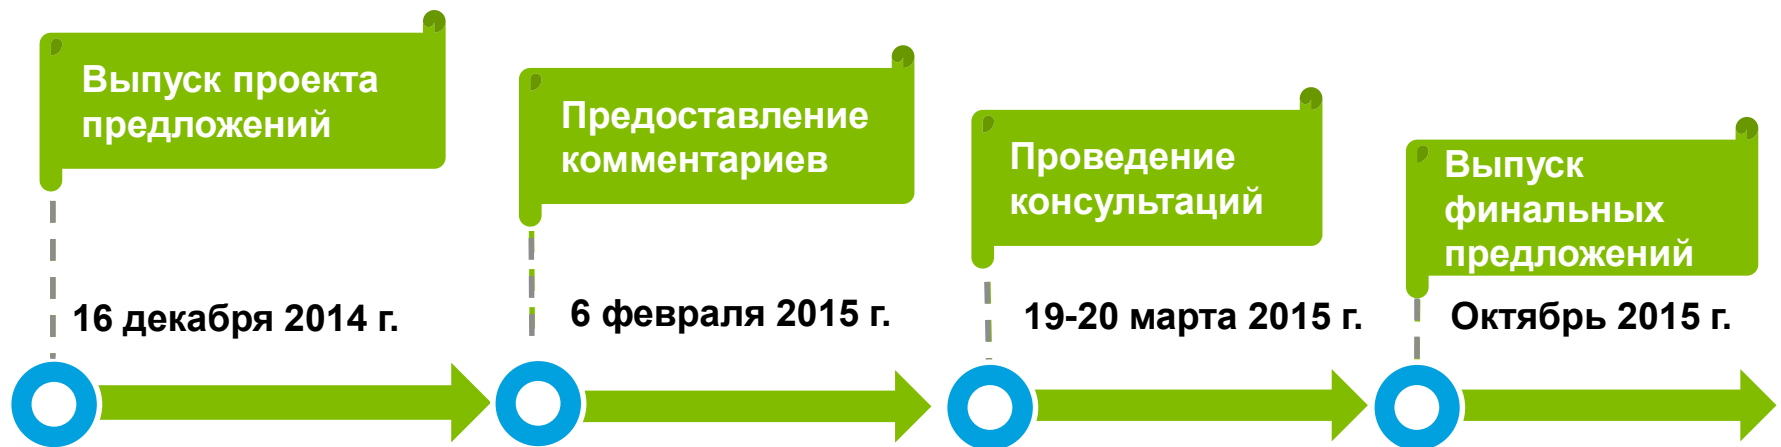 Выпуск проекта
предложений
16 декабря 2014 г.
Предоставление
комментариев
6 февраля 2015 г.
Проведение
консультаций
19-20 марта 2015 г.
Выпуск
финальных
предложений
Октябрь 2015 г.